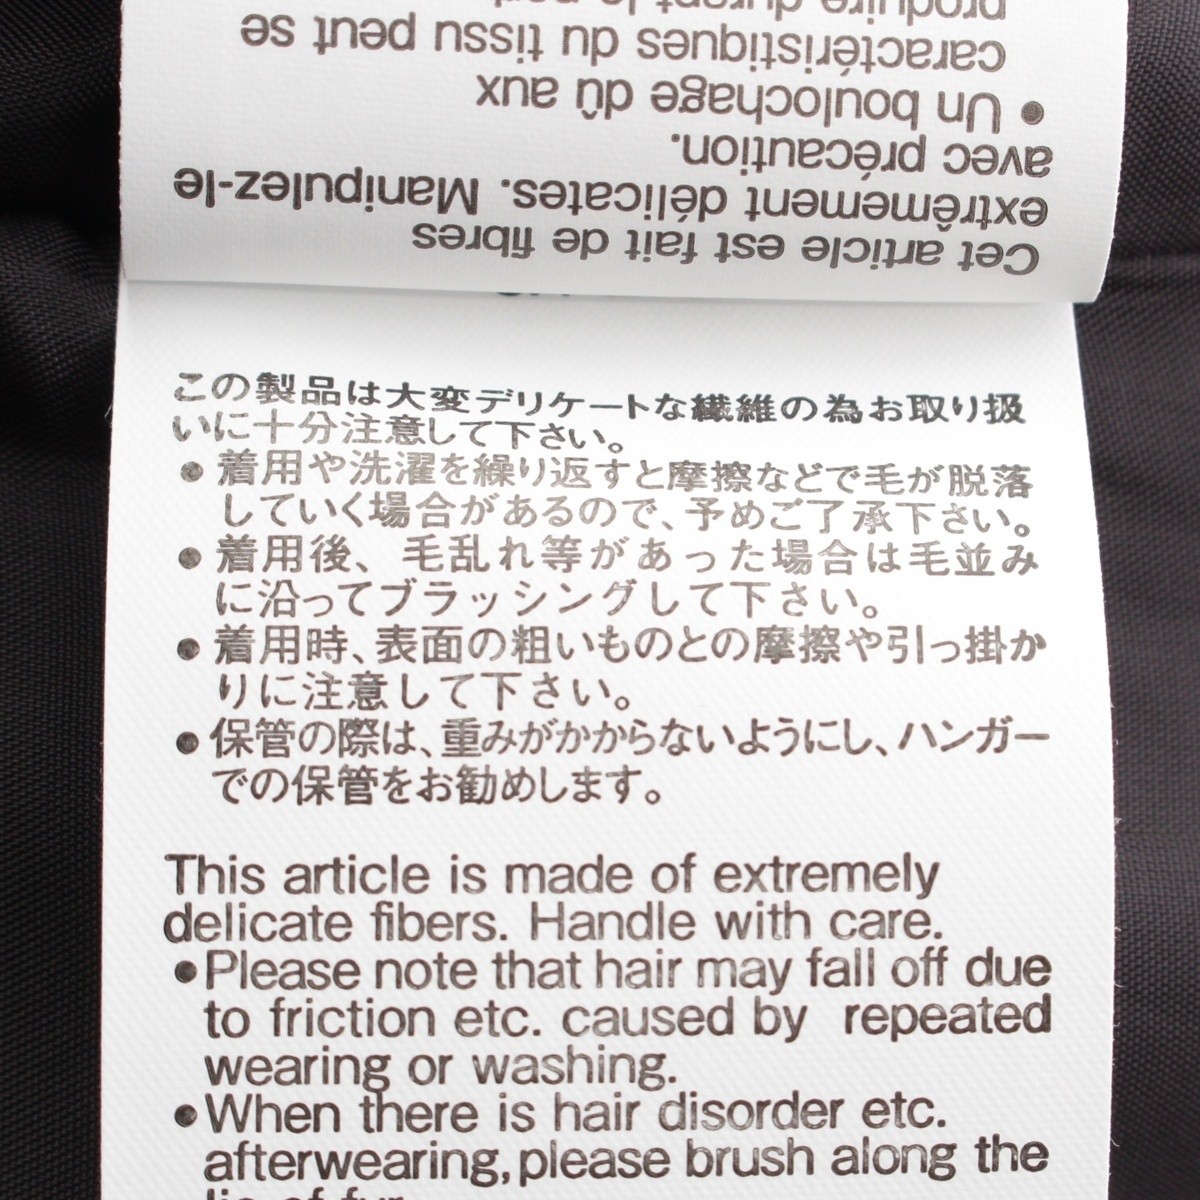 Cet article est fait de fibres
extrêmement délicates. Manipulez-le
avec précaution.
• Un boulochage dû aux
caractéristiques du tissu peut se
produire durant le
この製品は大変デリケートな繊維の為お取り扱
いに十分注意して下さい。
● 着用や洗濯を繰り返すと摩擦などで毛が脱落
していく場合があるので、予めご了承下さい。
● 着用後、毛乱れ等があった場合は毛並み
に沿ってブラッシングして下さい。
● 着用時、表面の粗いものとの摩擦や引っ掛か
りに注意して下さい。
● 保管の際は、重みがかからないようにし、ハンガー
での保管をお勧めします。
This article is made of extremely
delicate fibers. Handle with care.
●Please note that hair may fall off due
to friction etc. caused by repeated
wearing or washing.
●When there is hair disorder etc.
afterwearing,please brush along the
lie of fur.